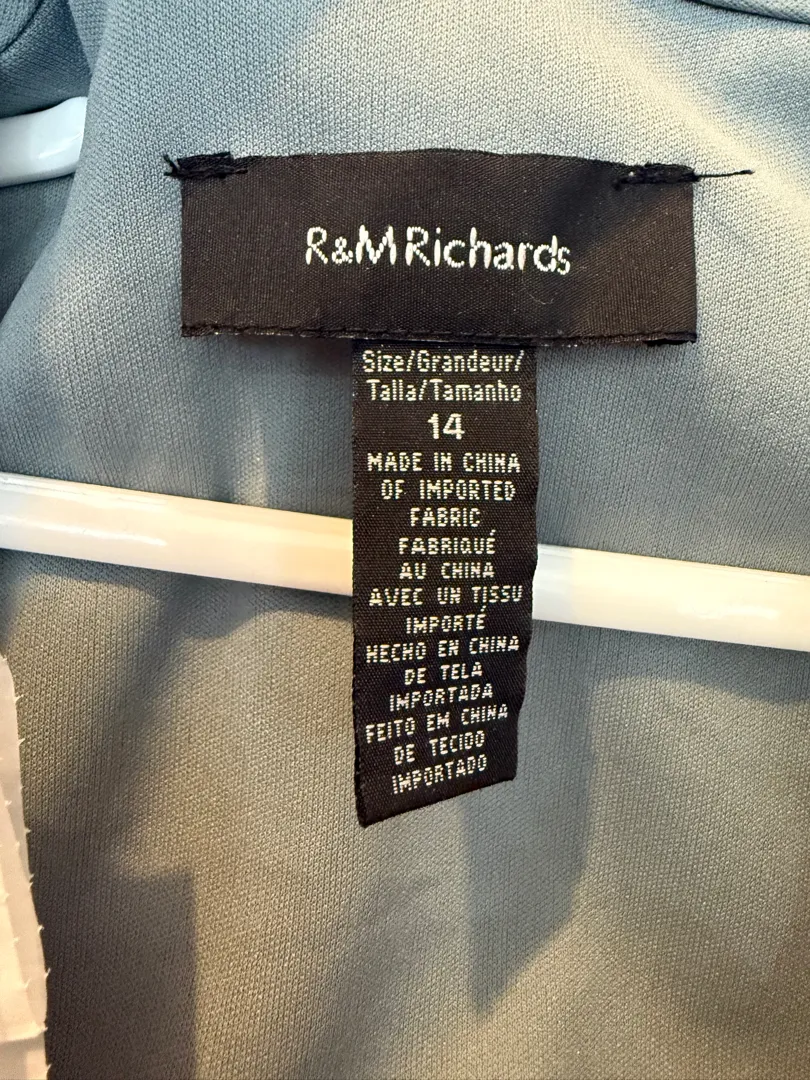 R&M Richards
Size/Grandeur/
Talla/Tamanho
14
MADE IN CHINA
OF IMPORTED
FABRIC
FABRIQUÉ
AU CHINA
AVEC UN TISSU
IMPORTÉ
HECHO EN CHINA
DE TELA
IMPORTADA
FEITO EM CHINA
DE TECIDO
IMPORTADO